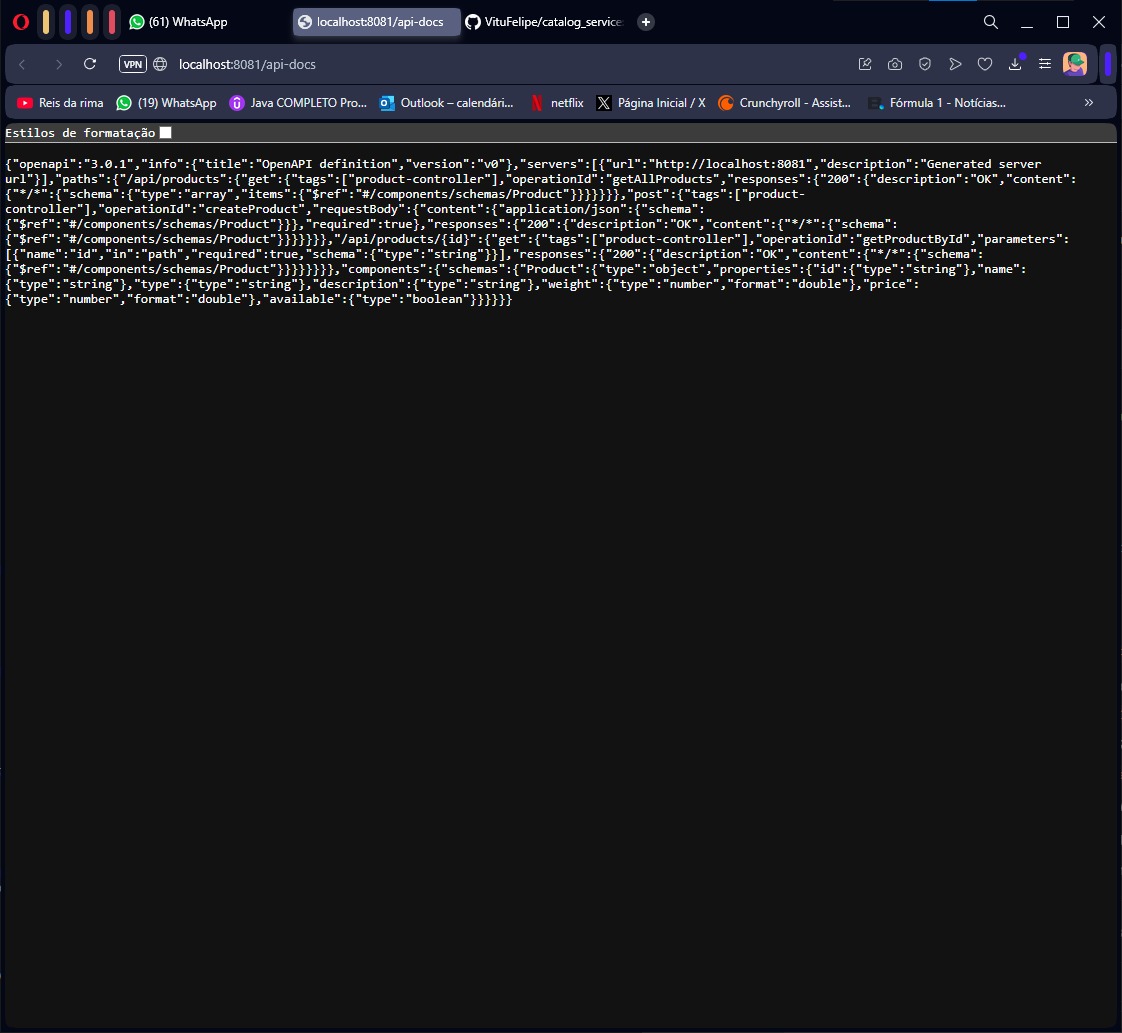 (61) WhatsApp
localhost:8081/api-docs
VituFelipe/catalog_service
VPN
localhost:8081/api-docs
Reis da rima
(19) WhatsApp
Java COMPLETO Pro...
Outlook – calendári...
netflix
Página Inicial / X
Crunchyroll - Assist...
Fórmula 1 - Notícias...
Estilos de formatação
{"openapi":"3.0.1","info":{"title":"OpenAPI definition","version":"v0"},"servers":[{"url":"http://localhost:8081","description":"Generated server
url"}],"paths":{"/api/products":{"get":{"tags":["product-controller"],"operationId":"getAllProducts","responses":{"200":{"description":"OK","content":
{"*/*":{"schema":{"type":"array","items":{"$ref":"#/components/schemas/Product"}}}}}}},"post":{"tags":["product-
controller"],"operationId":"createProduct","requestBody":{"content":{"application/json":{"schema":
{"$ref":"#/components/schemas/Product"}}},"required":true},"responses":{"200":{"description":"OK","content":{"*/*":{"schema":
{"$ref":"#/components/schemas/Product"}}}}}}},"/api/products/{id}":{"get":{"tags":["product-controller"],"operationId":"getProductById","parameters":
[{"name":"id","in":"path","required":true,"schema":{"type":"string"}}],"responses":{"200":{"description":"OK","content":{"*/*":{"schema":
{"$ref":"#/components/schemas/Product"}}}}}}}},"components":{"schemas":{"Product":{"type":"object","properties":{"id":{"type":"string"},"name":
{"type":"string"},"type":{"type":"string"},"description":{"type":"string"},"weight":{"type":"number","format":"double"},"price":
{"type":"number","format":"double"},"available":{"type":"boolean"}}}}}}